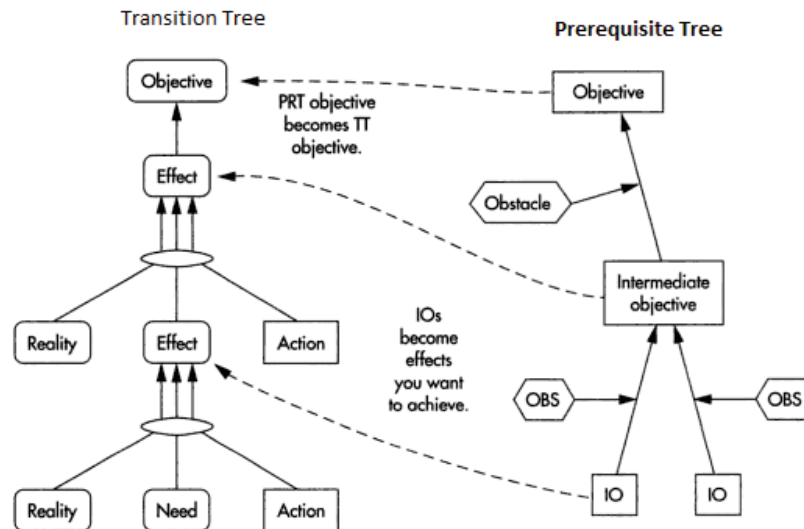 Transition Tree
Prerequisite Tree
Objective
Objective
PRT objective
becomes TT
objective.
Effect
Obstacle
Intermediate
objective
IOs
become
effects
you want
to achieve.
Reality
Effect
Action
OBS
OBS
Reality
Need
Action
IO
IO